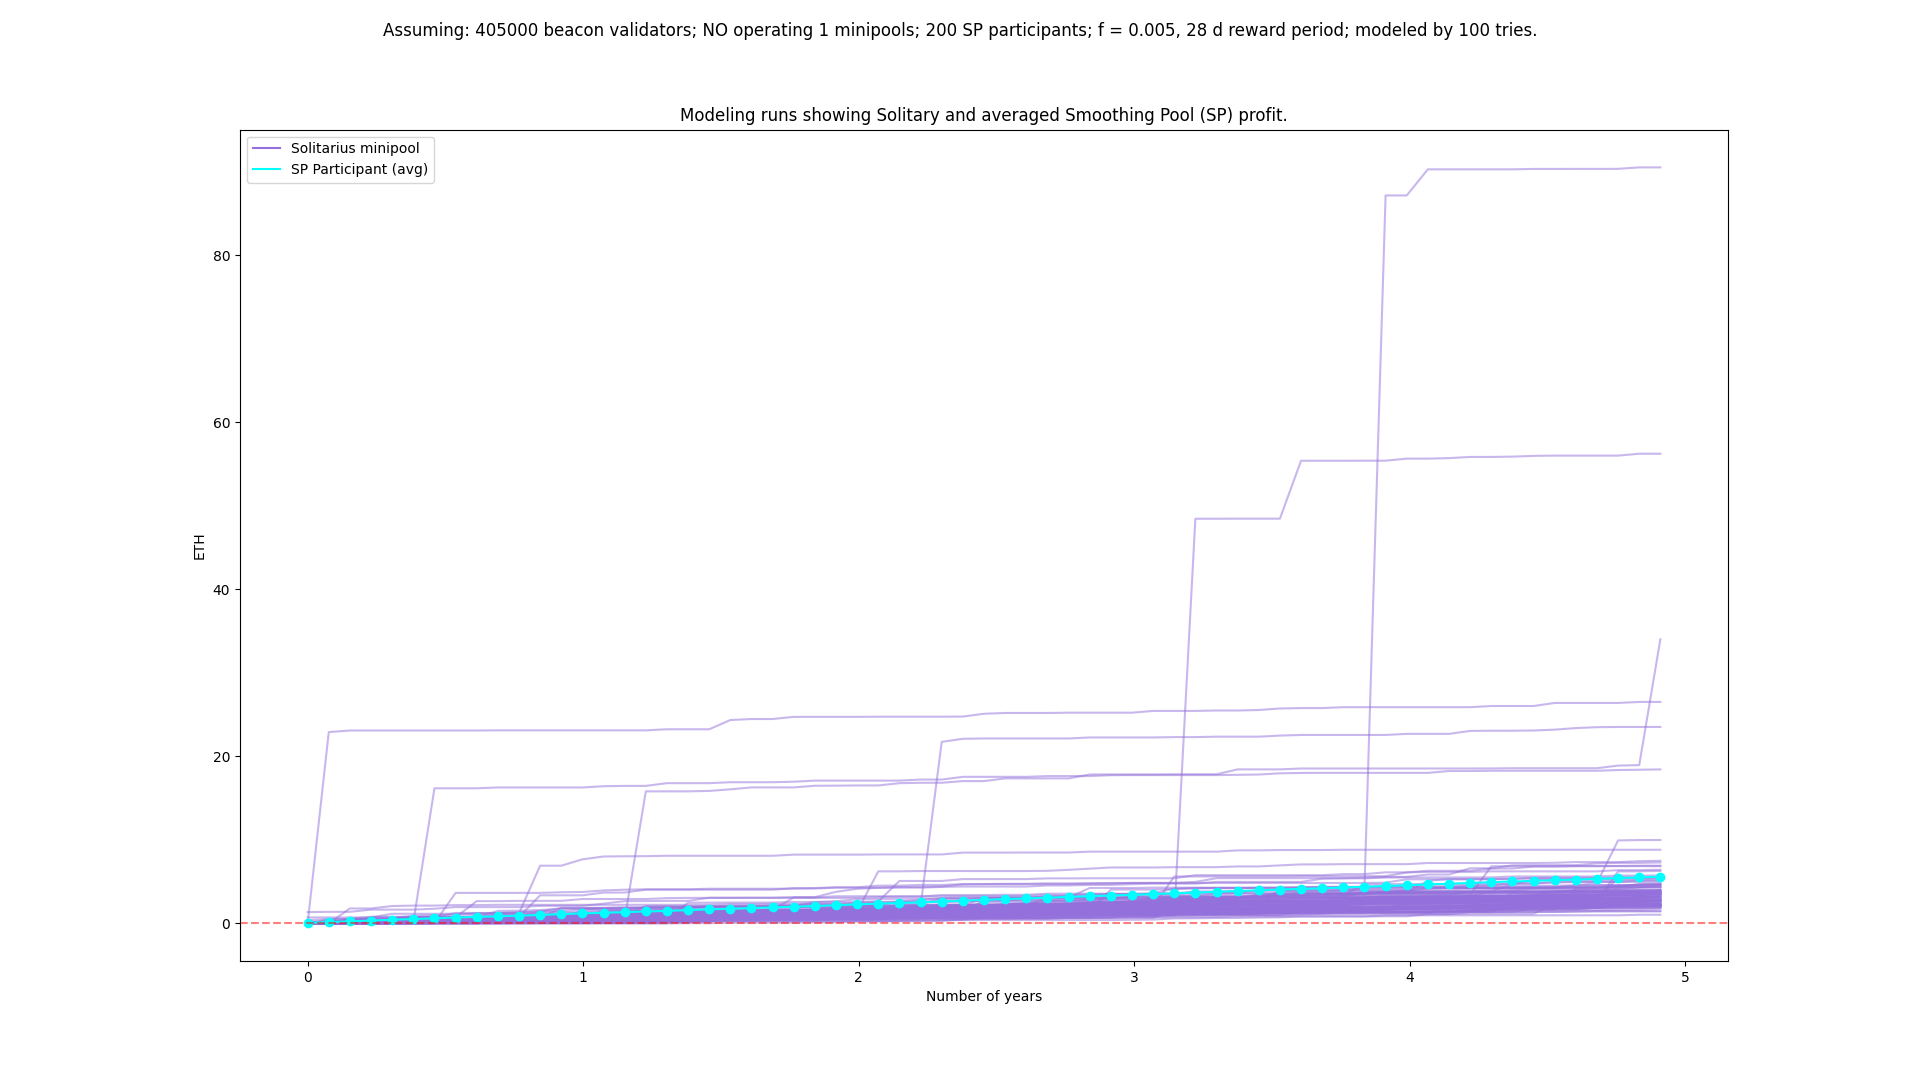 Assuming: 405000 beacon validators; NO operating 1 minipools; 200 SP participants; f = 0.005, 28 d reward period; modeled by 100 tries.
Modeling runs showing Solitary and averaged Smoothing Pool (SP) profit.
Solitarius minipool
SP Participant (avg)
80
60
40
20
0
ETH
0 1 2 3 4 5
Number of years